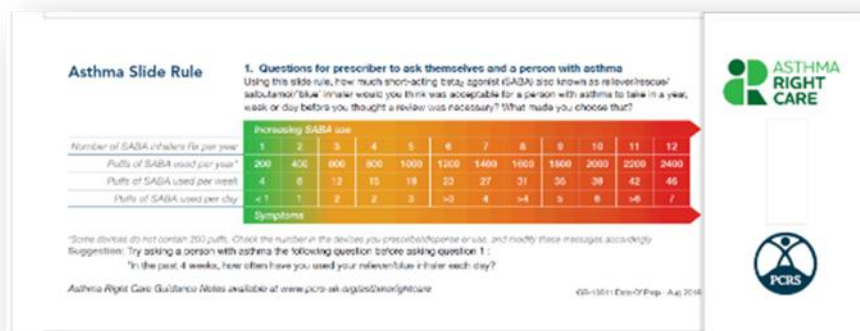 Asthma Slide Rule
1. Questions for prescriber to ask themselves and a person with asthma
Using this slide rule, how much short-acting beta₂ agonist (SABA) also known as reliever/rescue/
salbutamol/'blue' inhaler would you think was acceptable for a person with asthma to take in a year,
week or day before you thought a review was necessary? What made you choose that?
Increasing SABA use
Number of SABA inhalers Rx per year 1 2 3 4 5 6 7 8 9 10 11 12
Puffs of SABA used per year* 200 400 600 800 1000 1200 1400 1600 1800 2000 2200 2400
Puffs of SABA used per week 4 8 12 15 19 23 27 31 35 39 42 46
Puffs of SABA used per day <1 1 2 2 3 >3 4 >4 5 6 >6 7
Symptoms
*Some devices do not contain 200 puffs. Check the number in the devices you prescribe/dispense or use, and modify these messages accordingly
Suggestion: Try asking a person with asthma the following question before asking question 1 :
"In the past 4 weeks, how often have you used your reliever/blue inhaler each day?
Asthma Right Care Guidance Notes available at www.pcrs-uk.org/asthmarightcare
Date Of Prep - Aug 2018
ASTHMA
RIGHT
CARE
PCRS